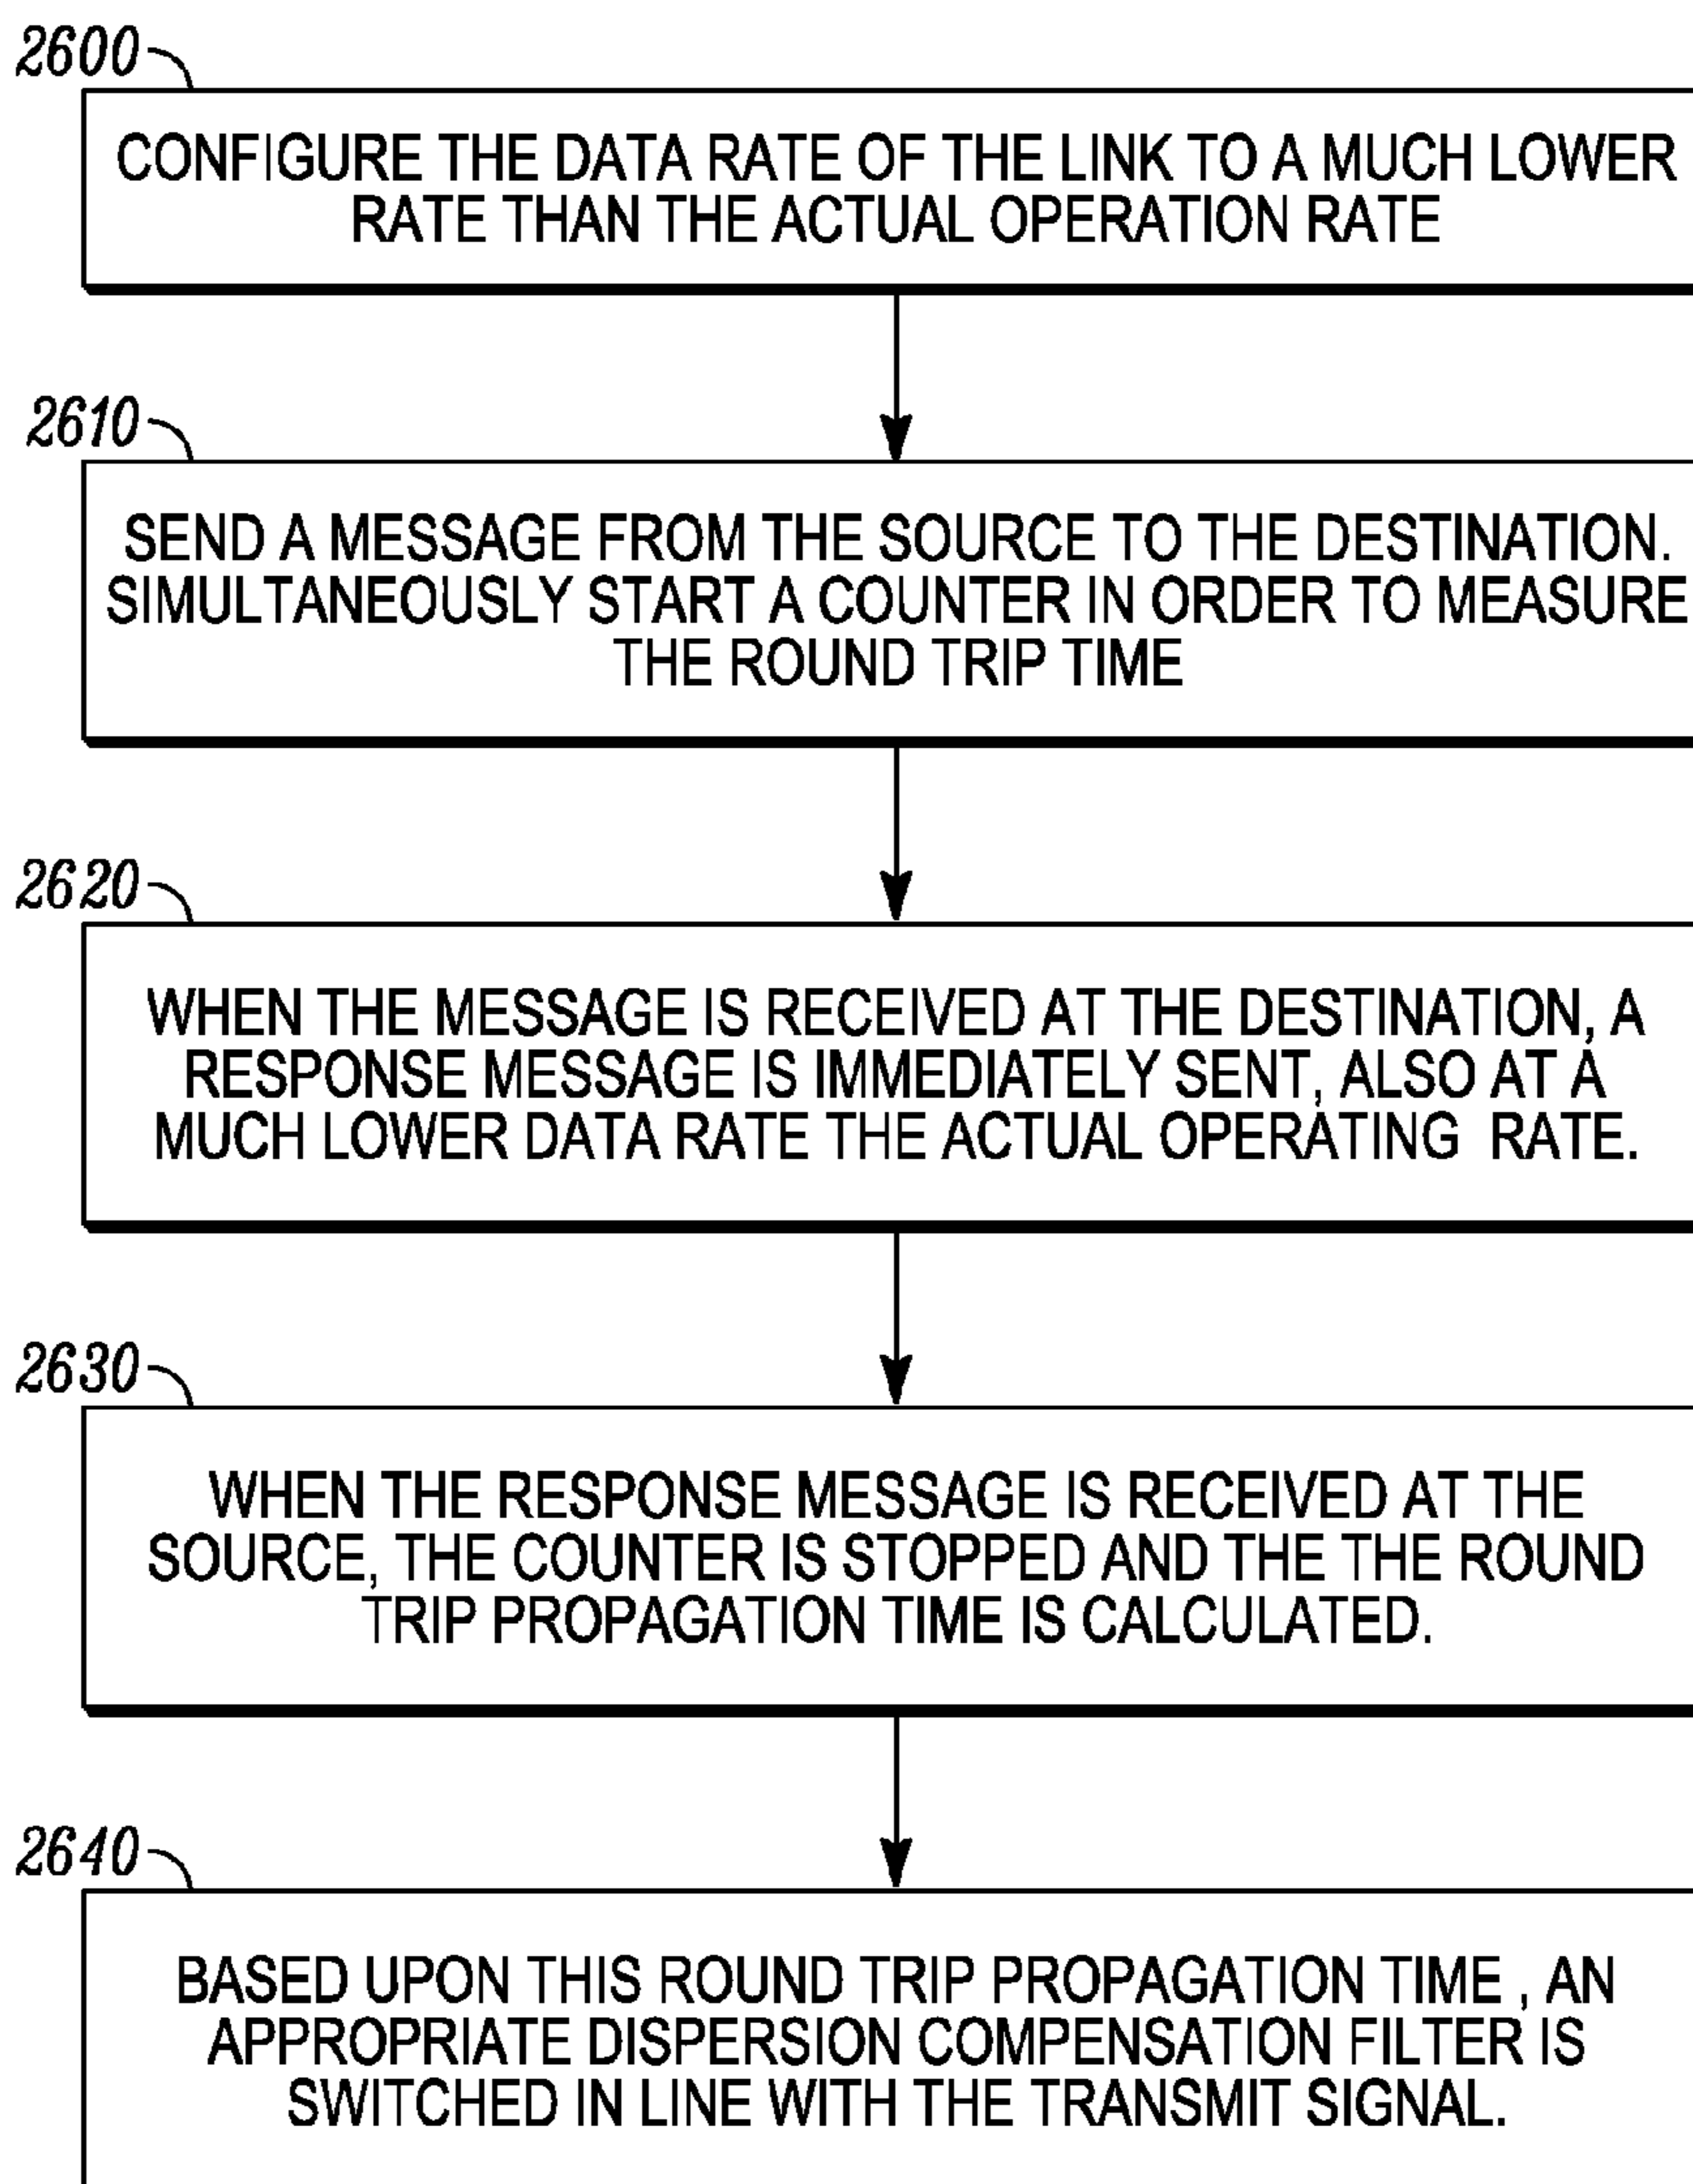 2600
CONFIGURE THE DATA RATE OF THE LINK TO A MUCH LOWER
RATE THAN THE ACTUAL OPERATION RATE
2610
SEND A MESSAGE FROM THE SOURCE TO THE DESTINATION.
SIMULTANEOUSLY START A COUNTER IN ORDER TO MEASURE
THE ROUND TRIP TIME
2620
WHEN THE MESSAGE IS RECEIVED AT THE DESTINATION, A
RESPONSE MESSAGE IS IMMEDIATELY SENT, ALSO AT A
MUCH LOWER DATA RATE THE ACTUAL OPERATING RATE.
2630
WHEN THE RESPONSE MESSAGE IS RECEIVED AT THE
SOURCE, THE COUNTER IS STOPPED AND THE THE ROUND
TRIP PROPAGATION TIME IS CALCULATED.
2640
BASED UPON THIS ROUND TRIP PROPAGATION TIME , AN
APPROPRIATE DISPERSION COMPENSATION FILTER IS
SWITCHED IN LINE WITH THE TRANSMIT SIGNAL.